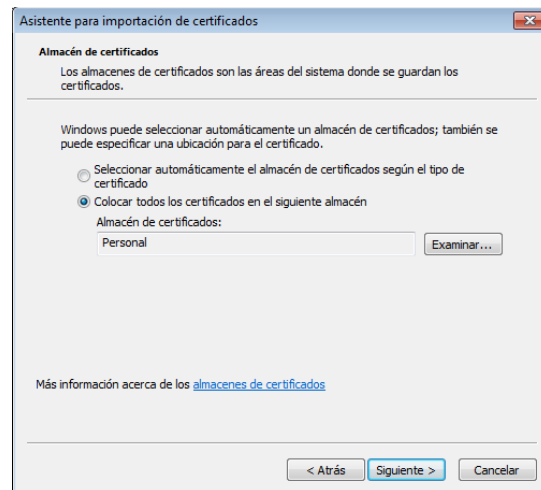 Asistente para importación de certificados
Almacén de certificados
Los almacenes de certificados son las áreas del sistema donde se guardan los
certificados.
Windows puede seleccionar automáticamente un almacén de certificados; también se
puede especificar una ubicación para el certificado.
Seleccionar automáticamente el almacén de certificados según el tipo de
certificado
Colocar todos los certificados en el siguiente almacén
Almacén de certificados:
Personal
Examinar...
Más información acerca de los almacenes de certificados
< Atrás
Siguiente >
Cancelar